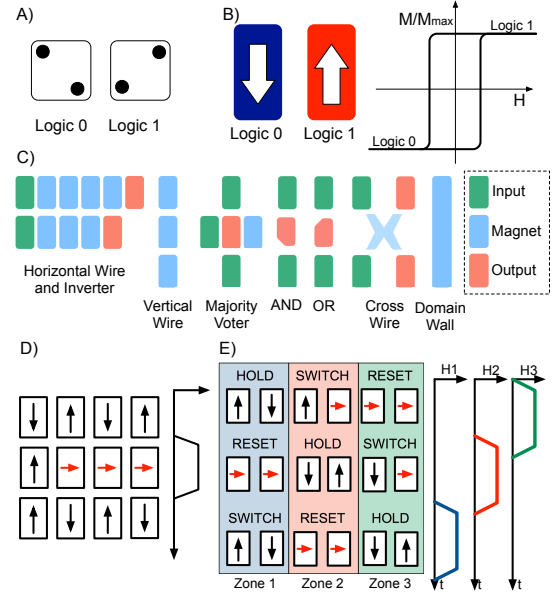 A)
Logic 0
Logic 1
B)
Logic 0
Logic 1
M/Mmax
Logic 1
H
Logic 0
C)
Horizontal Wire
and Inverter
Vertical
Wire
Majority
Voter
AND
OR
Cross
Wire
Domain
Wall
Input
Magnet
Output
D)
E)
HOLD
SWITCH
RESET
RESET
HOLD
SWITCH
SWITCH
RESET
HOLD
Zone 1
Zone 2
Zone 3
H1
H2
H3
t
t
t